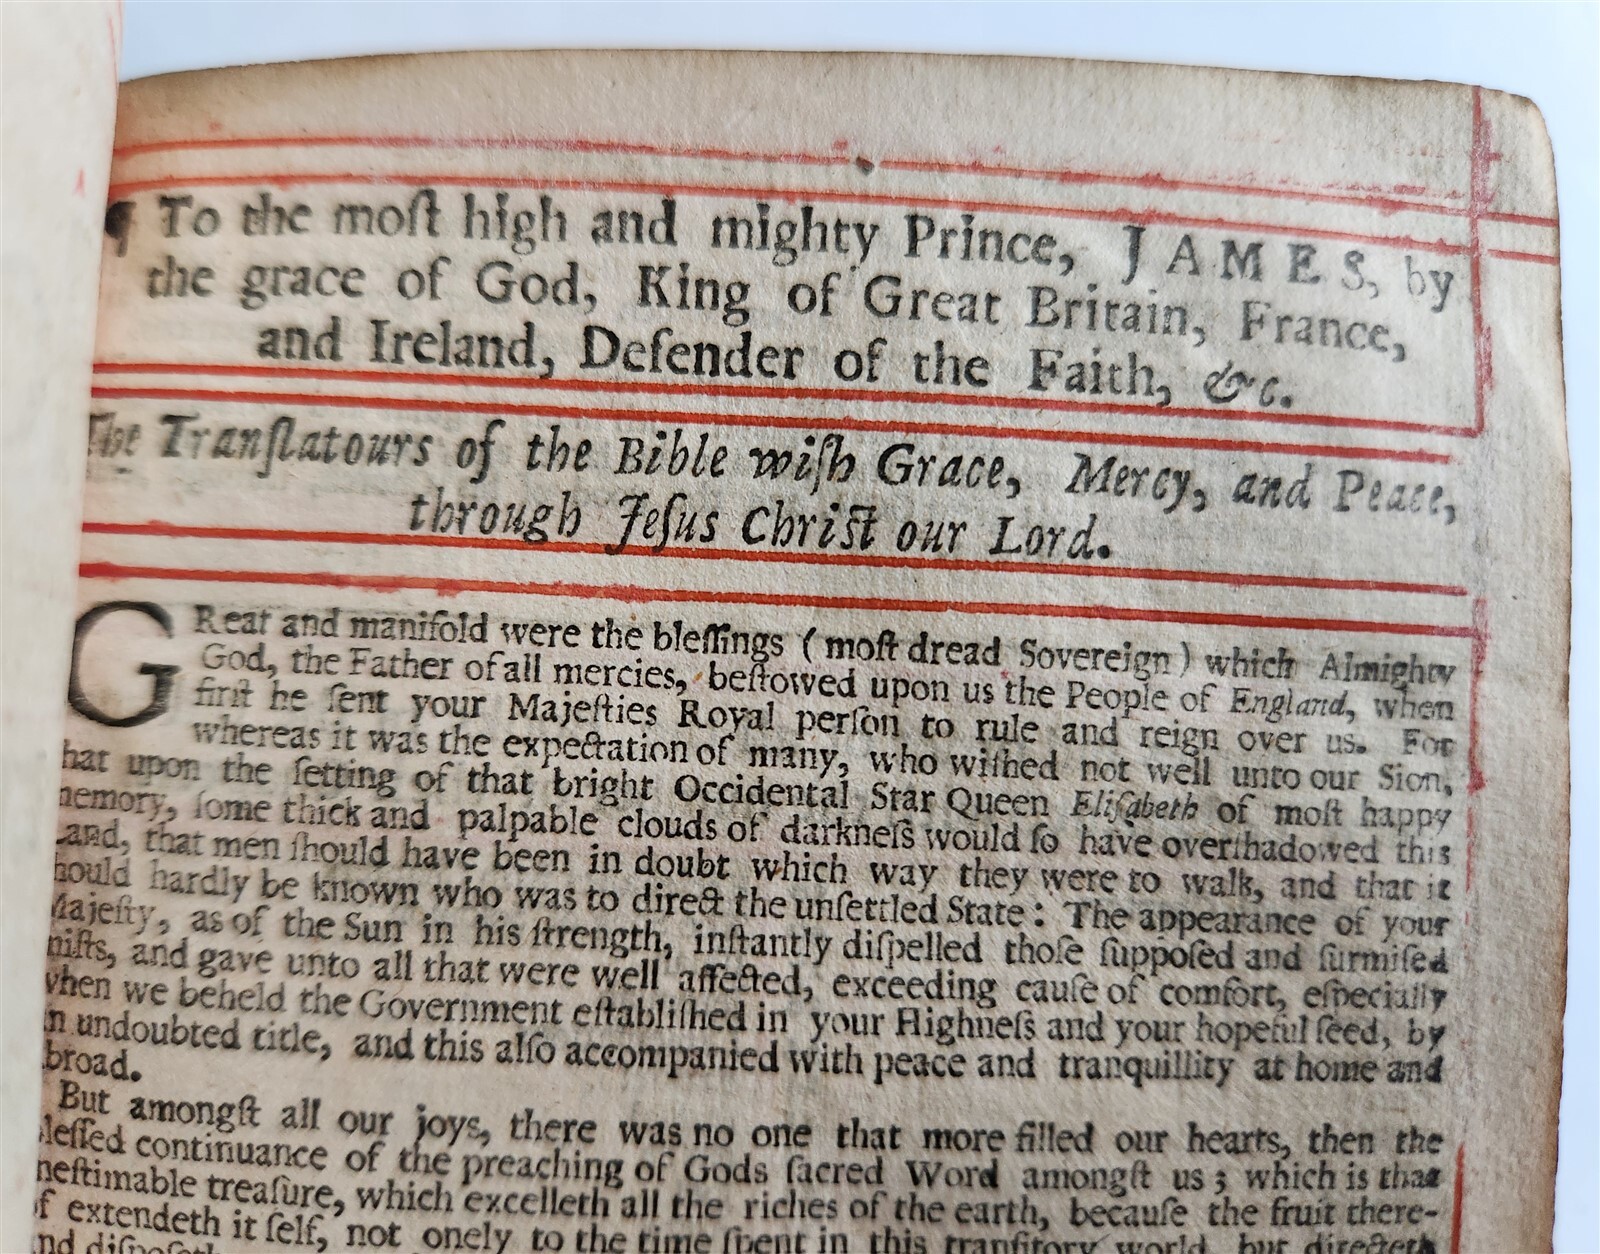 ¶ To the moſt high and mighty Prince, JAMES, by
the grace of God, King of Great Britain, France,
and Ireland, Defender of the Faith, &c.
The Tranſlatours of the Bible wiſh Grace, Mercy, and Peace,
through Jeſus Chriſt our Lord.
GReat and manifold were the bleſſings (moſt dread Sovereign) which Almighty
God, the Father of all mercies, beſtowed upon us the People of England, when
firſt he ſent your Majeſties Royal perſon to rule and reign over us. For
whereas it was the expectation of many, who wiſhed not well unto our Sion,
hat upon the ſetting of that bright Occidental Star Queen Eliſabeth of moſt happy
nemory, ſome thick and palpable clouds of darkneſs would ſo have overſhadowed this
Land, that men ſhould have been in doubt which way they were to walk, and that it
hould hardly be known who was to direct the unſettled State: The appearance of your
Majeſty, as of the Sun in his ſtrength, inſtantly diſpelled thoſe ſuppoſed and ſurmiſed
miſts, and gave unto all that were well affected, exceeding cauſe of comfort, eſpecially
when we beheld the Government eſtabliſhed in your Highneſs and your hopeful ſeed, by
n undoubted title, and this alſo accompanied with peace and tranquillity at home and
broad.
But amongſt all our joys, there was no one that more filled our hearts, then the
leſſed continuance of the preaching of Gods ſacred Word amongſt us; which is that
neſtimable treaſure, which excelleth all the riches of the earth, becauſe the fruit there-
f extendeth it ſelf, not onely to the time ſpent in this tranſitory world, but directeth
nd diſpoſeth